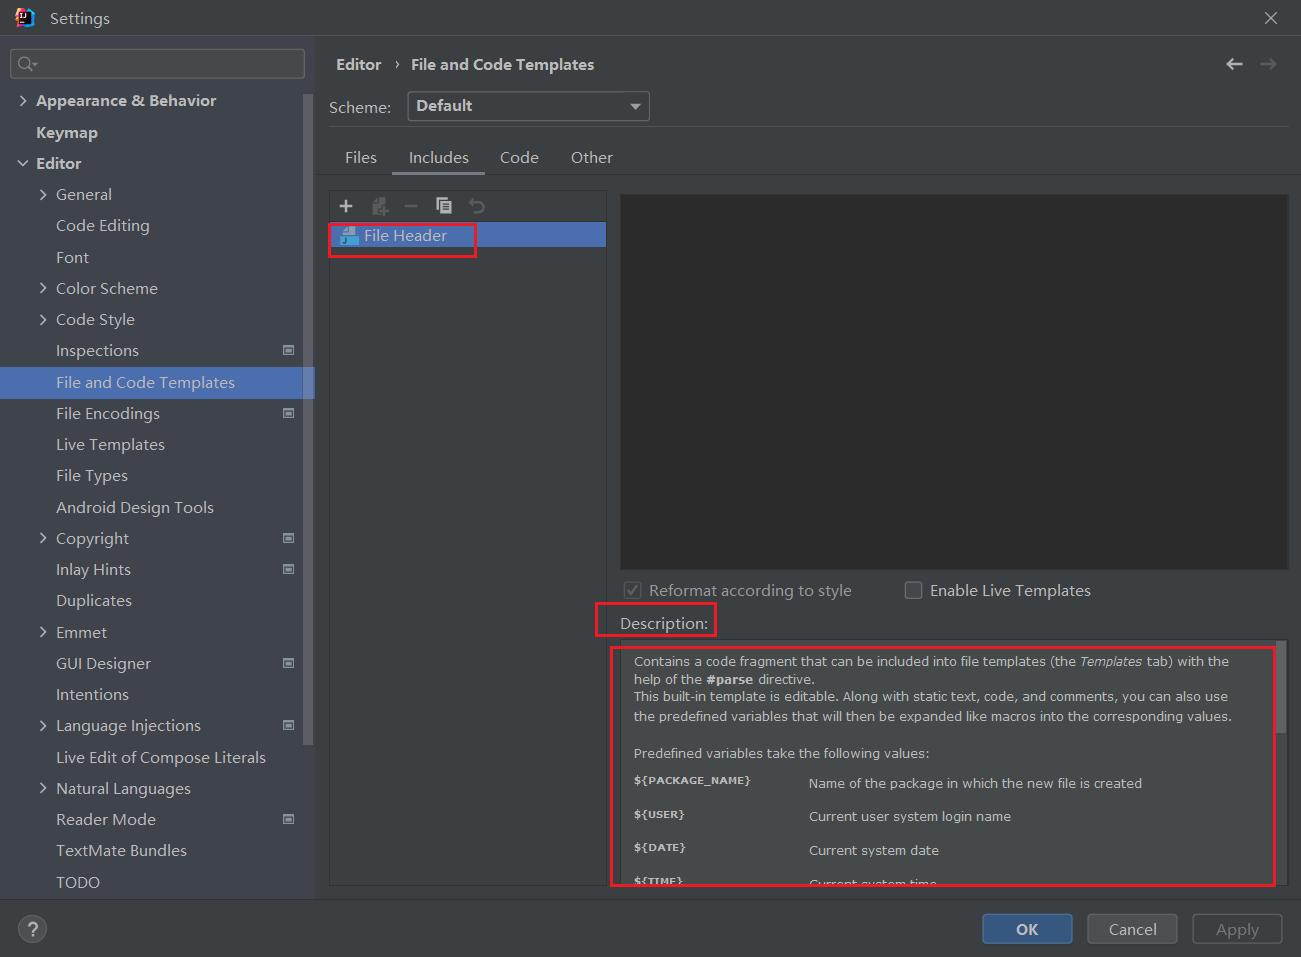 Settings
Editor › File and Code Templates
Appearance & Behavior
Keymap
Editor
General
Code Editing
Font
Color Scheme
Code Style
Inspections
File and Code Templates
File Encodings
Live Templates
File Types
Android Design Tools
Copyright
Inlay Hints
Duplicates
Emmet
GUI Designer
Intentions
Language Injections
Live Edit of Compose Literals
Natural Languages
Reader Mode
TextMate Bundles
TODO
Scheme: Default
Files Includes Code Other
File Header
Reformat according to style Enable Live Templates
Description:
Contains a code fragment that can be included into file templates (the Templates tab) with the
help of the #parse directive.
This built-in template is editable. Along with static text, code, and comments, you can also use
the predefined variables that will then be expanded like macros into the corresponding values.
Predefined variables take the following values:
${PACKAGE_NAME} Name of the package in which the new file is created
${USER} Current user system login name
${DATE} Current system date
${TIME} Current system time
? OK Cancel Apply